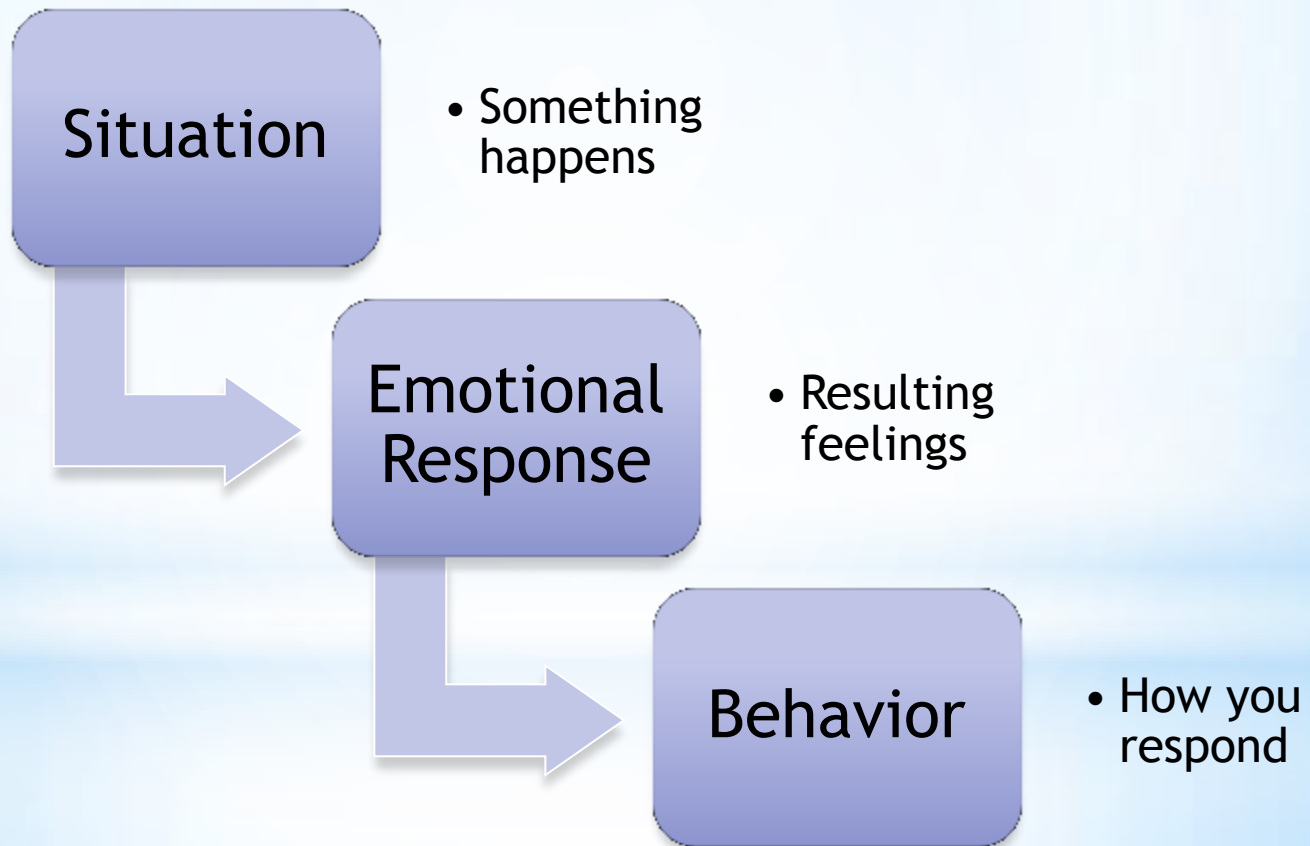 Situation
• Something
happens
Emotional
Response
• Resulting
feelings
Behavior
• How you
respond